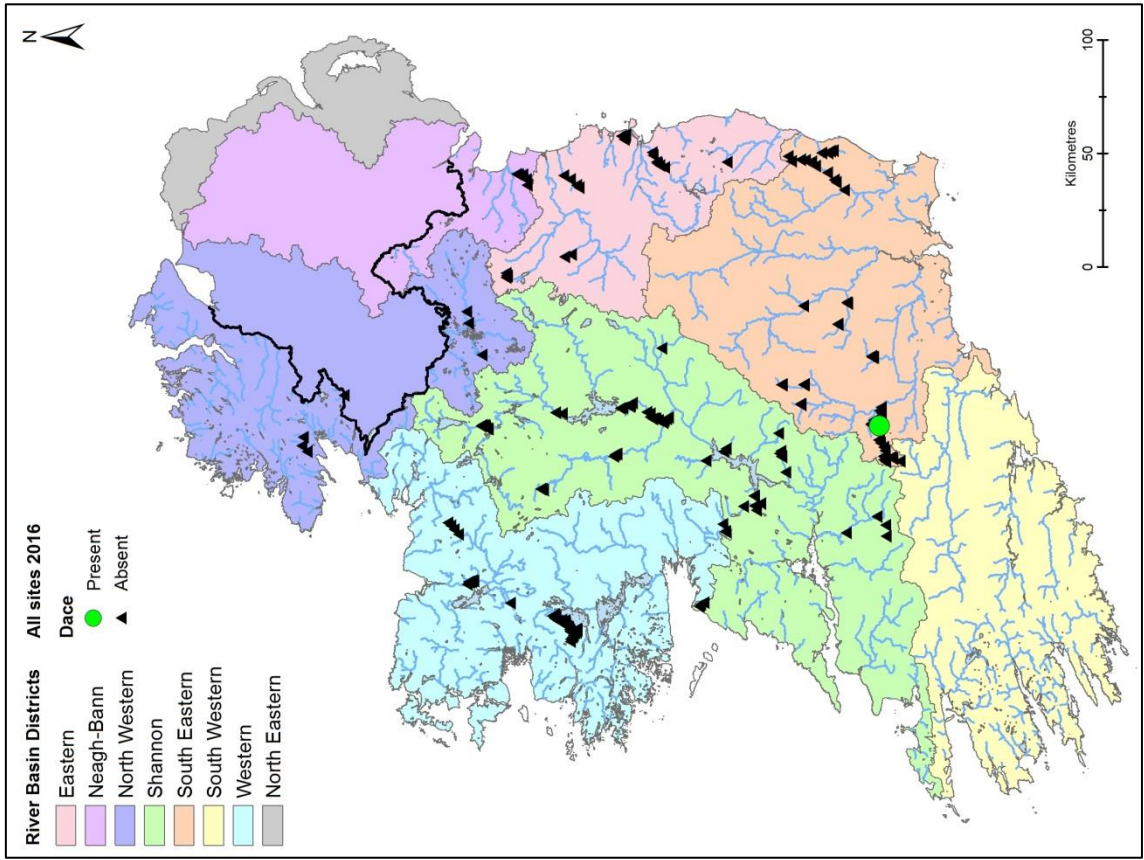 River Basin Districts
Eastern
Neagh-Bann
North Western
Shannon
South Eastern
South Western
Western
North Eastern
All sites 2016
Dace
Present
Absent
N
Kilometres
0
50
100